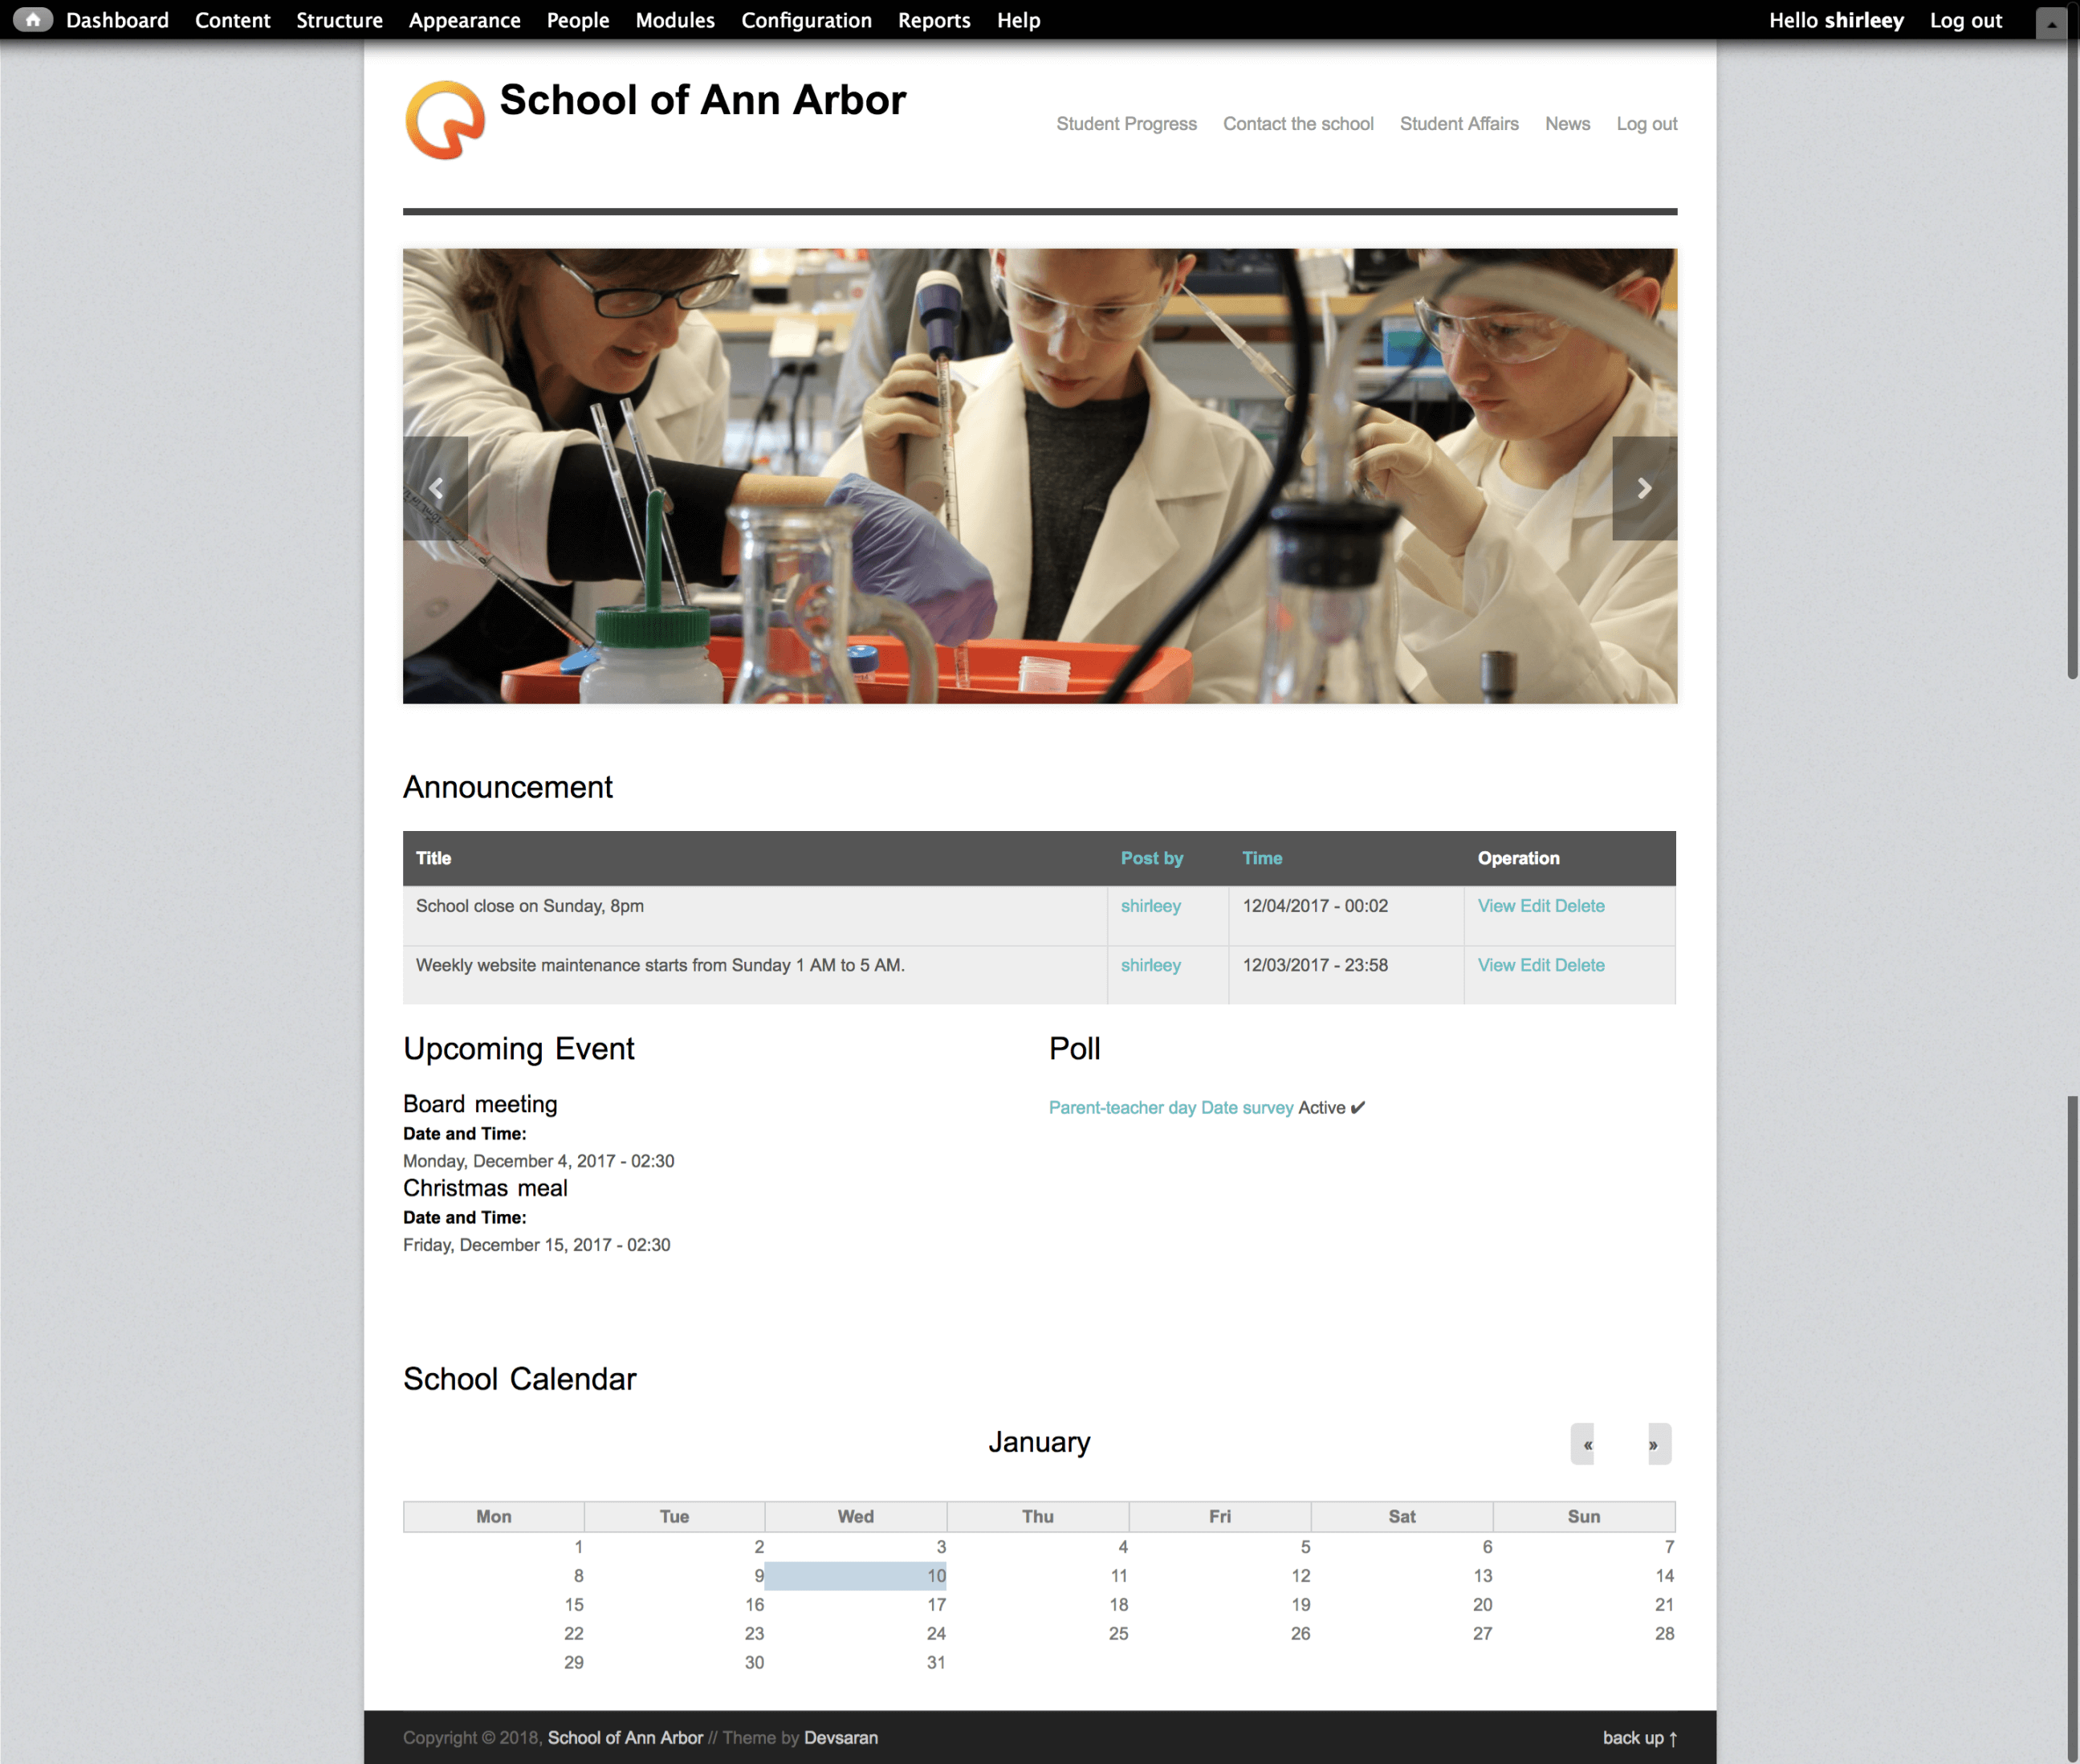 Dashboard Content Structure Appearance People Modules Configuration Reports Help Hello shirleey Log out
School of Ann Arbor
Student Progress Contact the school Student Affairs News Log out
Announcement
Title Post by Time Operation
School close on Sunday, 8pm shirleey 12/04/2017 - 00:02 View Edit Delete
Weekly website maintenance starts from Sunday 1 AM to 5 AM. shirleey 12/03/2017 - 23:58 View Edit Delete
Upcoming Event
Board meeting
Date and Time:
Monday, December 4, 2017 - 02:30
Christmas meal
Date and Time:
Friday, December 15, 2017 - 02:30
Poll
Parent-teacher day Date survey Active ✔
School Calendar
January « »
Mon Tue Wed Thu Fri Sat Sun
1 2 3 4 5 6 7
8 9 10 11 12 13 14
15 16 17 18 19 20 21
22 23 24 25 26 27 28
29 30 31
Copyright © 2018, School of Ann Arbor // Theme by Devsaran back up ↑